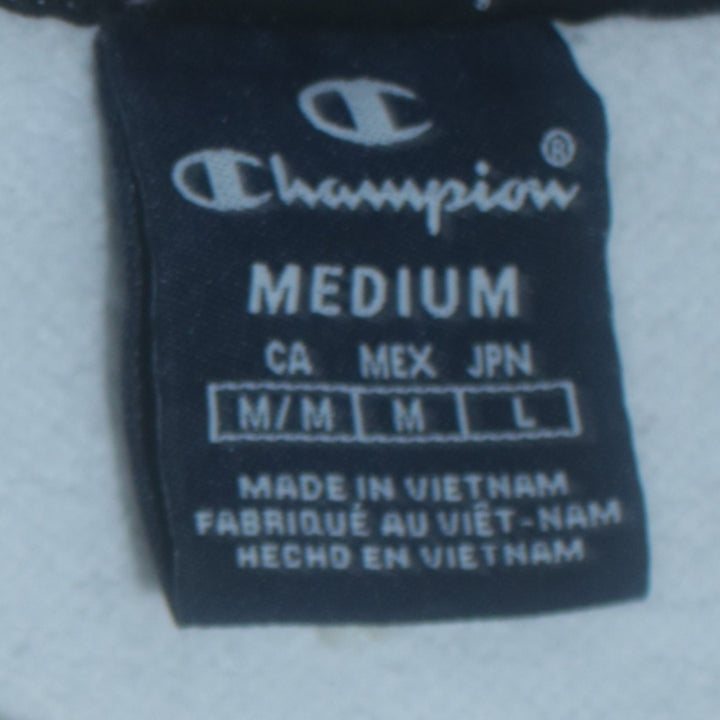 Champion®
MEDIUM
CA MEX JPN
M/M M L
MADE IN VIETNAM
FABRIQUÉ AU VIÊT-NAM
HECHO EN VIETNAM